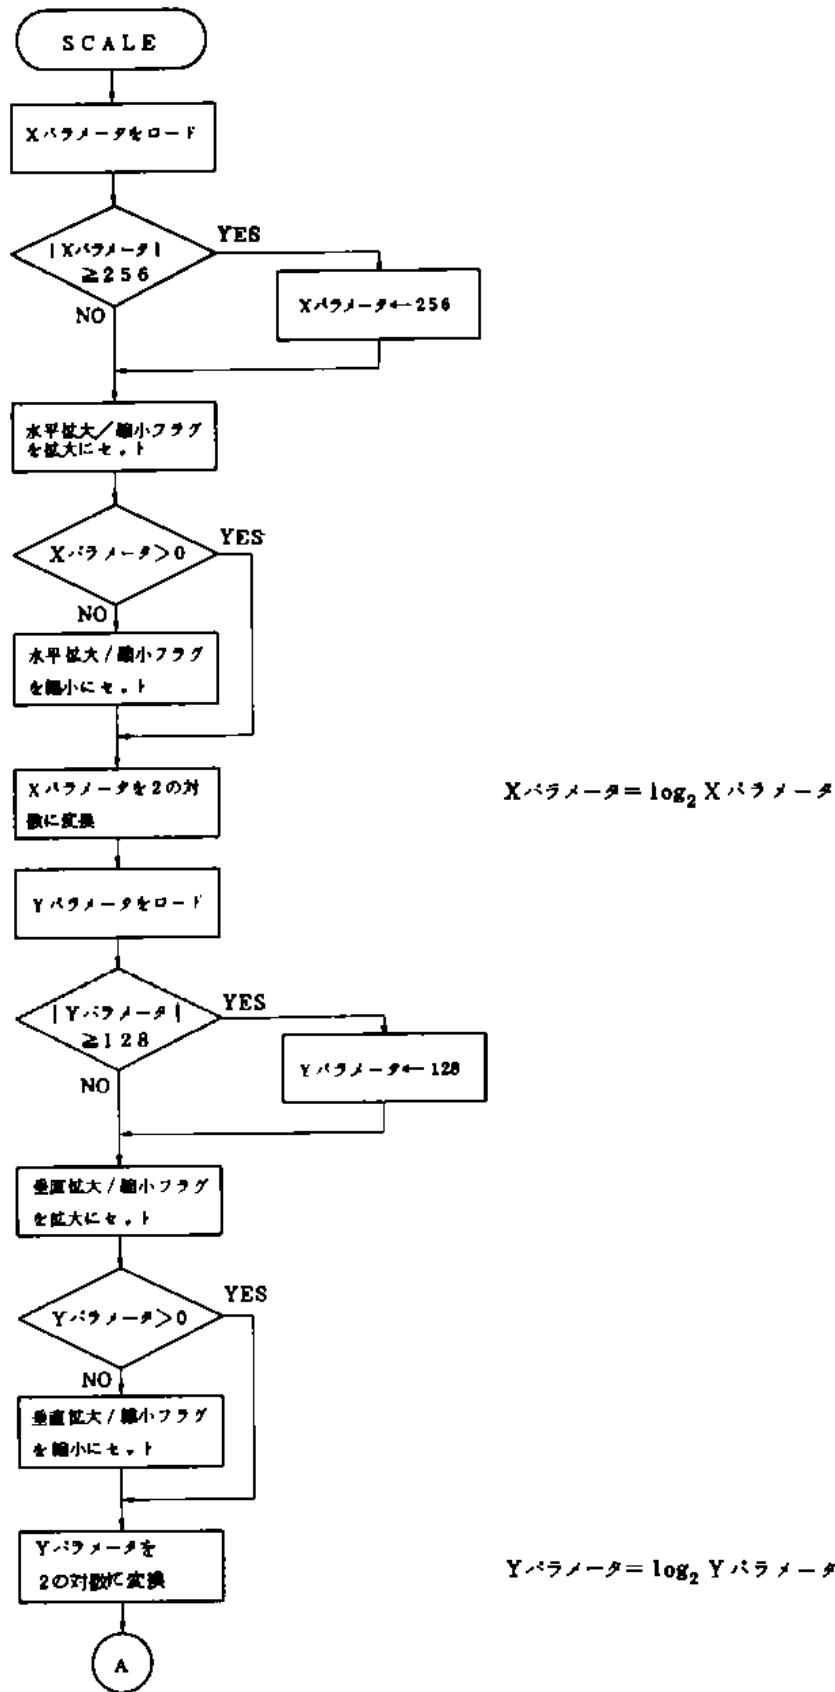 SCALE
Xパラメータをロード
|Xパラメータ|
≧256
YES
NO
Xパラメータ←256
水平拡大/縮小フラグ
を拡大にセット
Xパラメータ>0
YES
NO
水平拡大/縮小フラグ
を縮小にセット
Xパラメータを2の対
数に変換
Xパラメータ=log₂Xパラメータ
Yパラメータをロード
|Yパラメータ|
≧128
YES
NO
Yパラメータ←128
垂直拡大/縮小フラグ
を拡大にセット
Yパラメータ>0
YES
NO
垂直拡大/縮小フラグ
を縮小にセット
Yパラメータを
2の対数に変換
Yパラメータ=log₂Yパラメータ
A